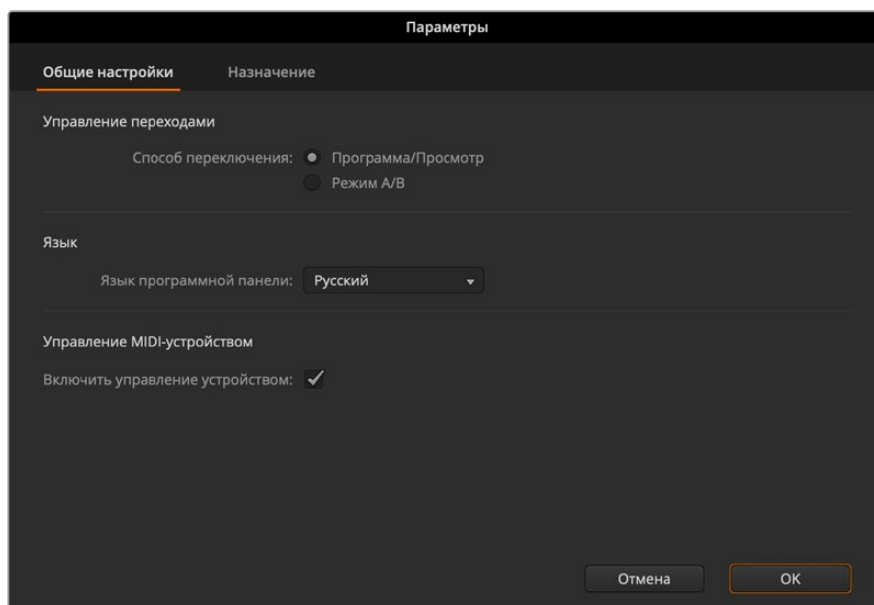 Параметры
Общие настройки Назначение
Управление переходами
Способ переключения: Программа/Просмотр
Режим A/B
Язык
Язык программной панели: Русский
Управление MIDI-устройством
Включить управление устройством:
Отмена OK